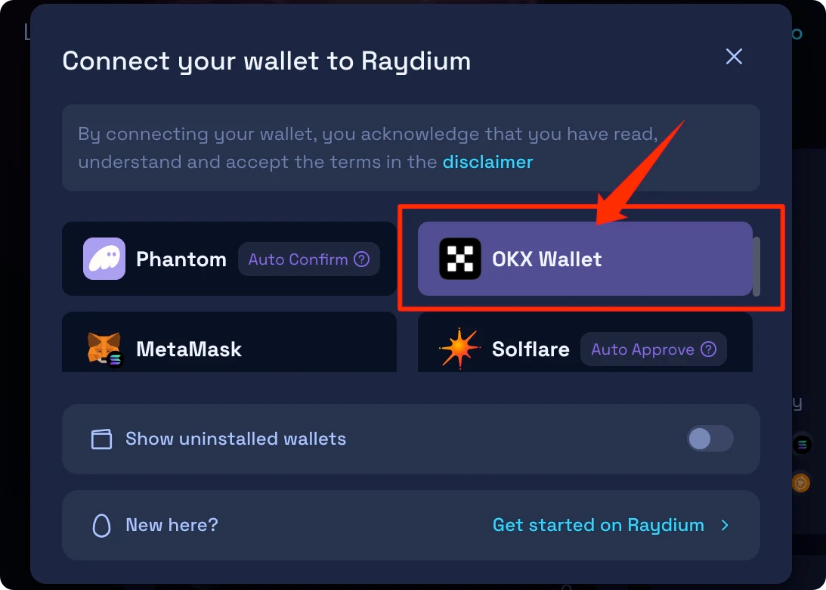 Connect your wallet to Raydium
By connecting your wallet, you acknowledge that you have read,
understand and accept the terms in the disclaimer
Phantom Auto Confirm
OKX Wallet
MetaMask
Solflare Auto Approve
Show uninstalled wallets
New here?
Get started on Raydium